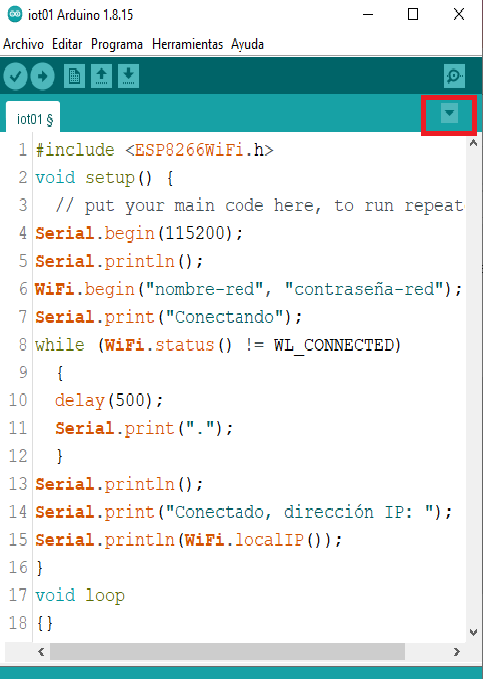 iot01 Arduino 1.8.15
Archivo Editar Programa Herramientas Ayuda
iot01 §
1 #include <ESP8266WiFi.h>
2 void setup() {
3 // put your main code here, to run repeat
4 Serial.begin(115200);
5 Serial.println();
6 WiFi.begin("nombre-red", "contraseña-red");
7 Serial.print("Conectando");
8 while (WiFi.status() != WL_CONNECTED)
9 {
10 delay(500);
11 Serial.print(".");
12 }
13 Serial.println();
14 Serial.print("Conectado, dirección IP: ");
15 Serial.println(WiFi.localIP());
16 }
17 void loop
18 {}